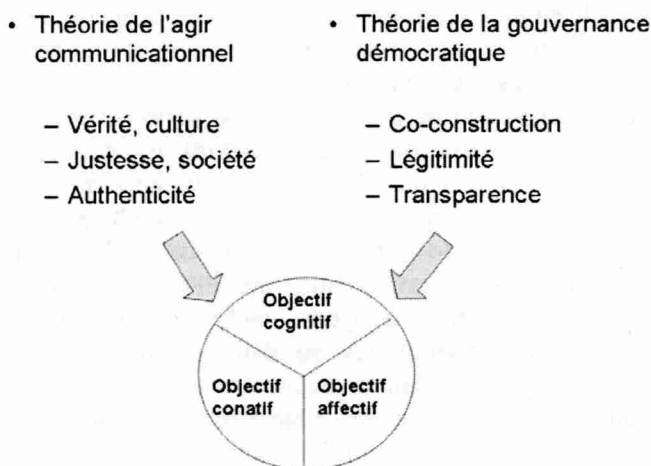 • Théorie de l'agir
communicationnel
– Vérité, culture
– Justesse, société
– Authenticité
• Théorie de la gouvernance
démocratique
– Co-construction
– Légitimité
– Transparence
Objectif
cognitif
Objectif
conatif
Objectif
affectif